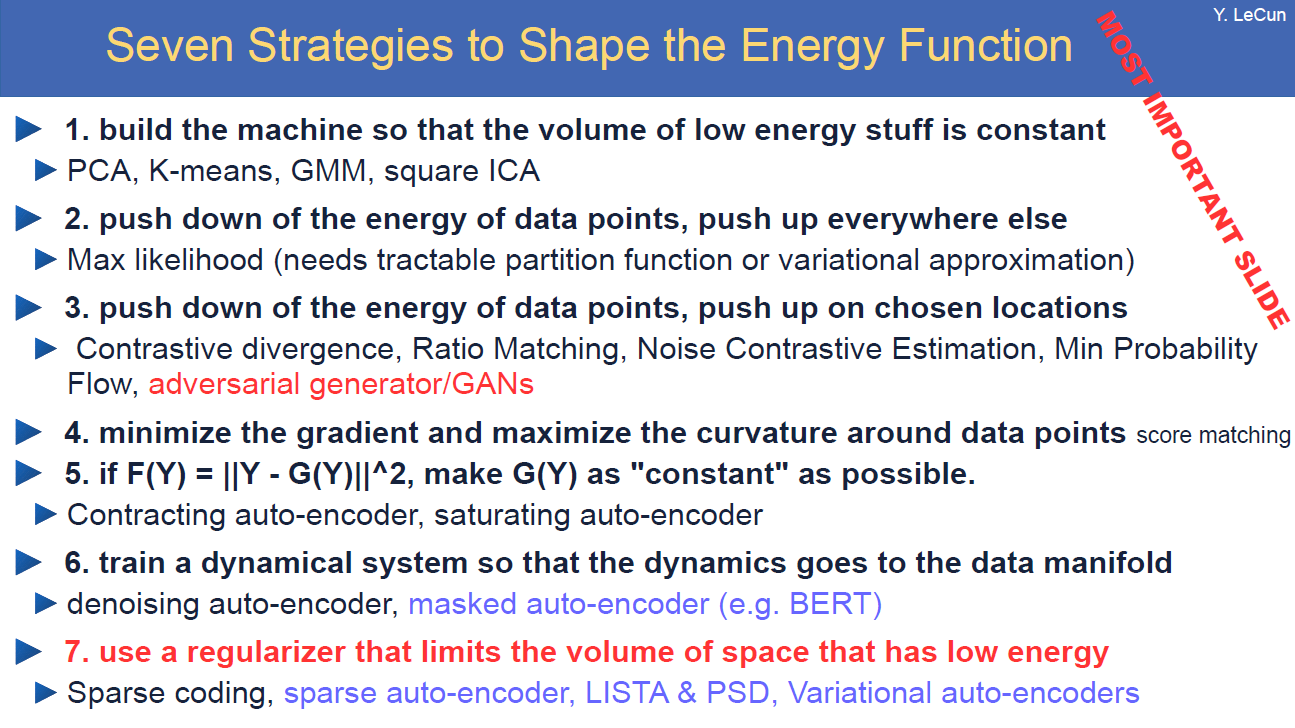 Y. LeCun
Seven Strategies to Shape the Energy Function
MOST IMPORTANT SLIDE
1. build the machine so that the volume of low energy stuff is constant
PCA, K-means, GMM, square ICA
2. push down of the energy of data points, push up everywhere else
Max likelihood (needs tractable partition function or variational approximation)
3. push down of the energy of data points, push up on chosen locations
Contrastive divergence, Ratio Matching, Noise Contrastive Estimation, Min Probability
Flow, adversarial generator/GANs
4. minimize the gradient and maximize the curvature around data points score matching
5. if F(Y) = ||Y - G(Y)||^2, make G(Y) as "constant" as possible.
Contracting auto-encoder, saturating auto-encoder
6. train a dynamical system so that the dynamics goes to the data manifold
denoising auto-encoder, masked auto-encoder (e.g. BERT)
7. use a regularizer that limits the volume of space that has low energy
Sparse coding, sparse auto-encoder, LISTA & PSD, Variational auto-encoders